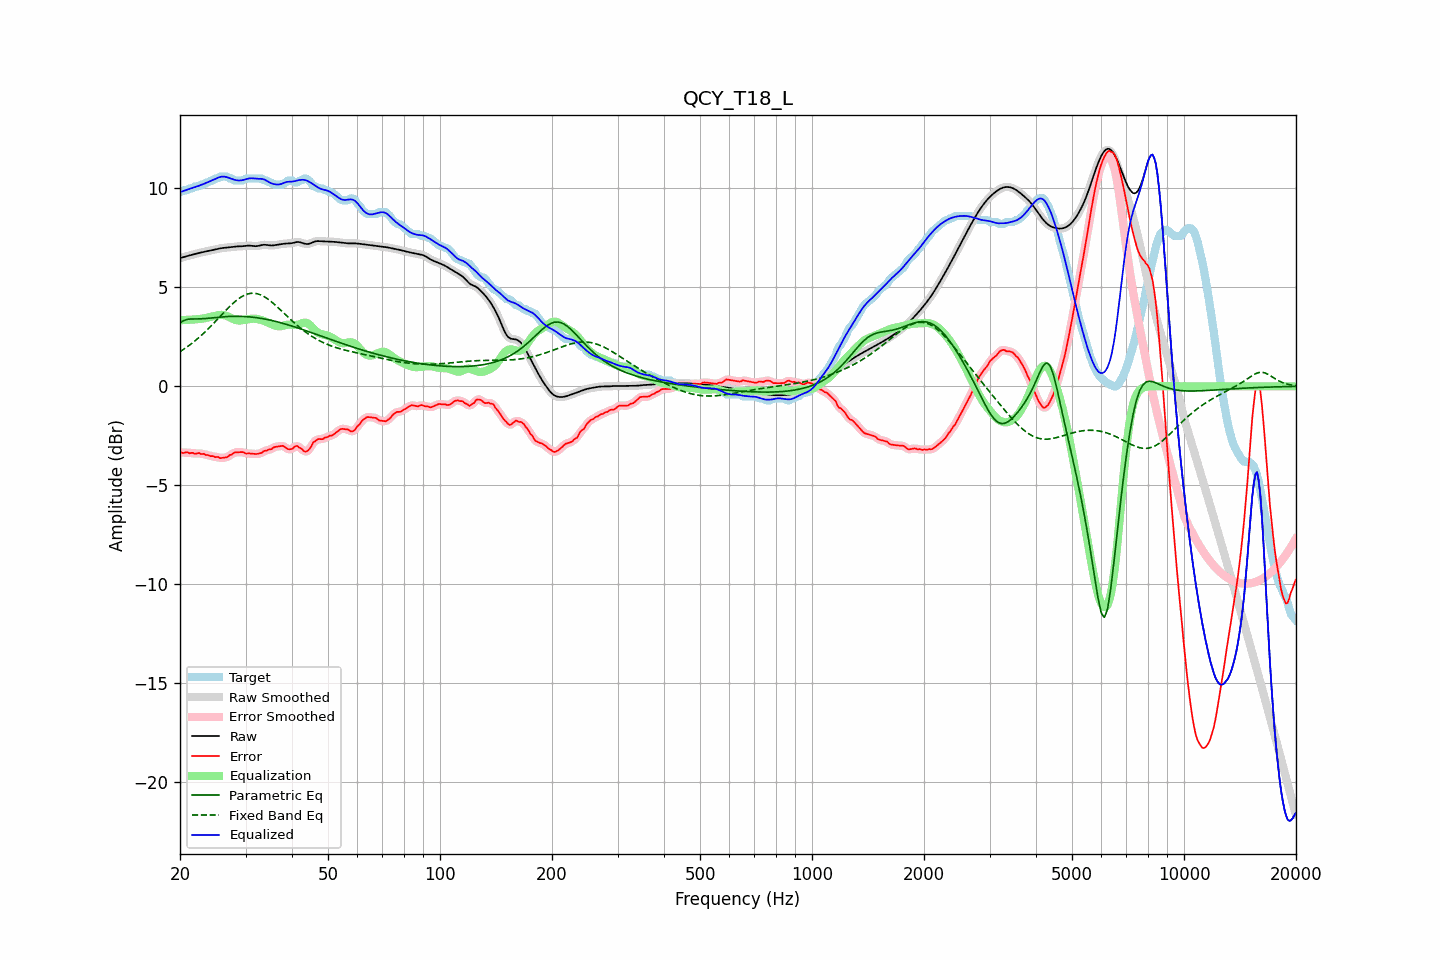 QCY_T18_L
10
5
0
−5
−10
−15
−20
Amplitude (dBr)
Target
Raw Smoothed
Error Smoothed
Raw
Error
Equalization
Parametric Eq
Fixed Band Eq
Equalized
20 50 100 200 500 1000 2000 5000 10000 20000
Frequency (Hz)